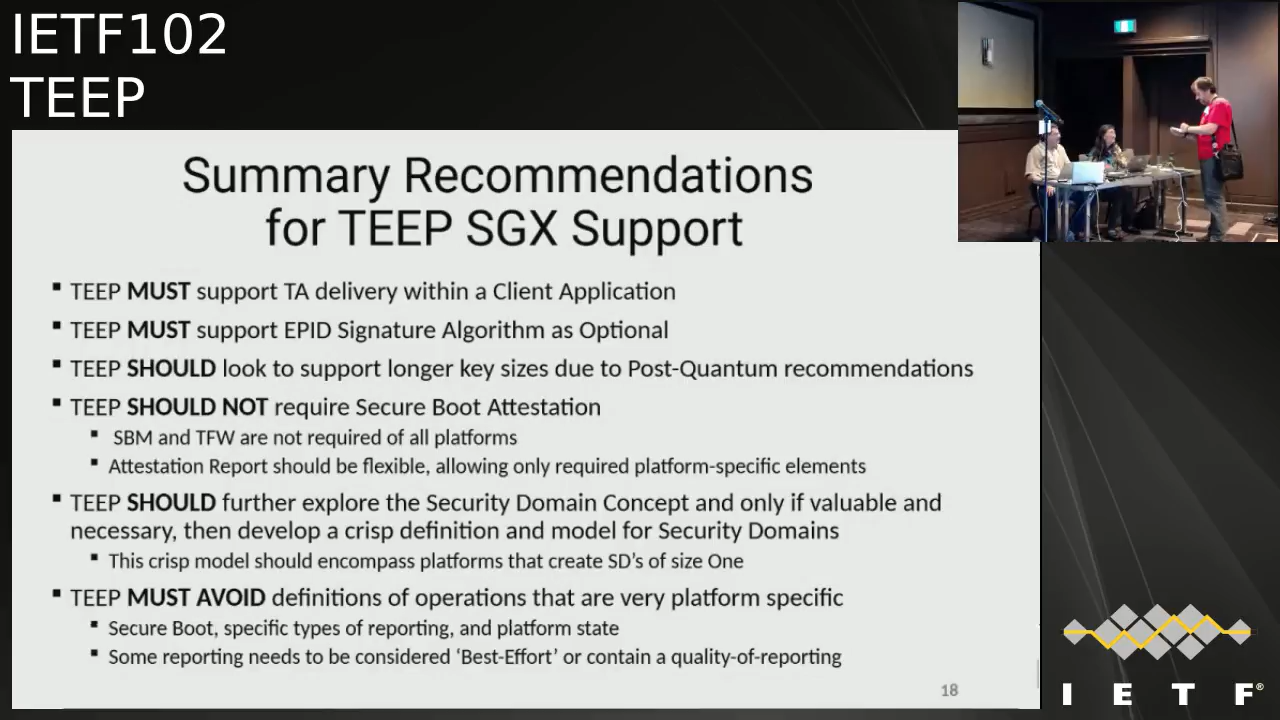 IETF102
TEEP
Summary Recommendations
for TEEP SGX Support
▪ TEEP MUST support TA delivery within a Client Application
▪ TEEP MUST support EPID Signature Algorithm as Optional
▪ TEEP SHOULD look to support longer key sizes due to Post-Quantum recommendations
▪ TEEP SHOULD NOT require Secure Boot Attestation
▪ SBM and TFW are not required of all platforms
▪ Attestation Report should be flexible, allowing only required platform-specific elements
▪ TEEP SHOULD further explore the Security Domain Concept and only if valuable and
necessary, then develop a crisp definition and model for Security Domains
▪ This crisp model should encompass platforms that create SD’s of size One
▪ TEEP MUST AVOID definitions of operations that are very platform specific
▪ Secure Boot, specific types of reporting, and platform state
▪ Some reporting needs to be considered ‘Best-Effort’ or contain a quality-of-reporting
18
I E T F®